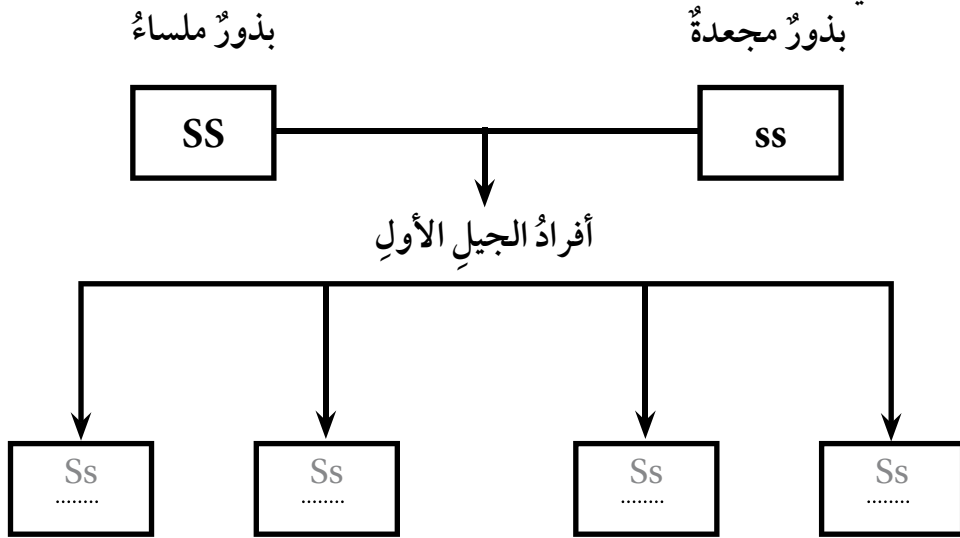 بذورٌ مجعدةٌ
بذورٌ ملساءُ
SS
ss
أفرادُ الجيلِ الأولِ
Ss
........
Ss
........
Ss
........
Ss
........